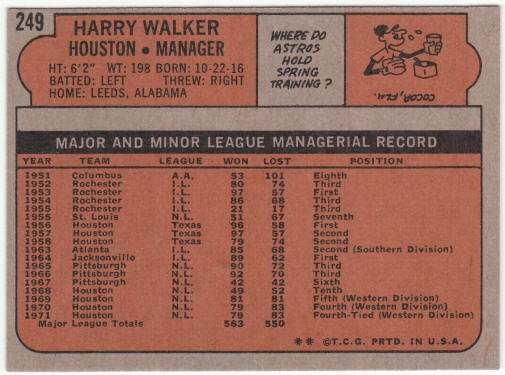 249
HARRY WALKER
HOUSTON • MANAGER
HT: 6'2" WT: 198 BORN: 10-22-16
BATTED: LEFT THREW: RIGHT
HOME: LEEDS, ALABAMA
WHERE DO
ASTROS
HOLD
SPRING
TRAINING?
COCOA, FLA.
MAJOR AND MINOR LEAGUE MANAGERIAL RECORD
YEAR TEAM LEAGUE WON LOST POSITION
1951 Columbus A.A. 53 101 Eighth
1952 Rochester I.L. 80 74 Third
1953 Rochester I.L. 97 57 First
1954 Rochester I.L. 86 68 Third
1955 Rochester I.L. 21 17 Third
1955 St. Louis N.L. 51 67 Seventh
1956 Houston Texas 96 58 First
1957 Houston Texas 97 57 Second
1958 Houston Texas 79 74 Second
1963 Atlanta I.L. 85 68 Second (Southern Division)
1964 Jacksonville I.L. 89 62 First
1965 Pittsburgh N.L. 90 72 Third
1966 Pittsburgh N.L. 92 70 Third
1967 Pittsburgh N.L. 42 42 Sixth
1968 Houston N.L. 49 52 Tenth
1969 Houston N.L. 81 81 Fifth (Western Division)
1970 Houston N.L. 79 83 Fourth (Western Division)
1971 Houston N.L. 79 83 Fourth-Tied (Western Division)
Major League Totals 563 550
** ©T.C.G. PRTD. IN U.S.A.